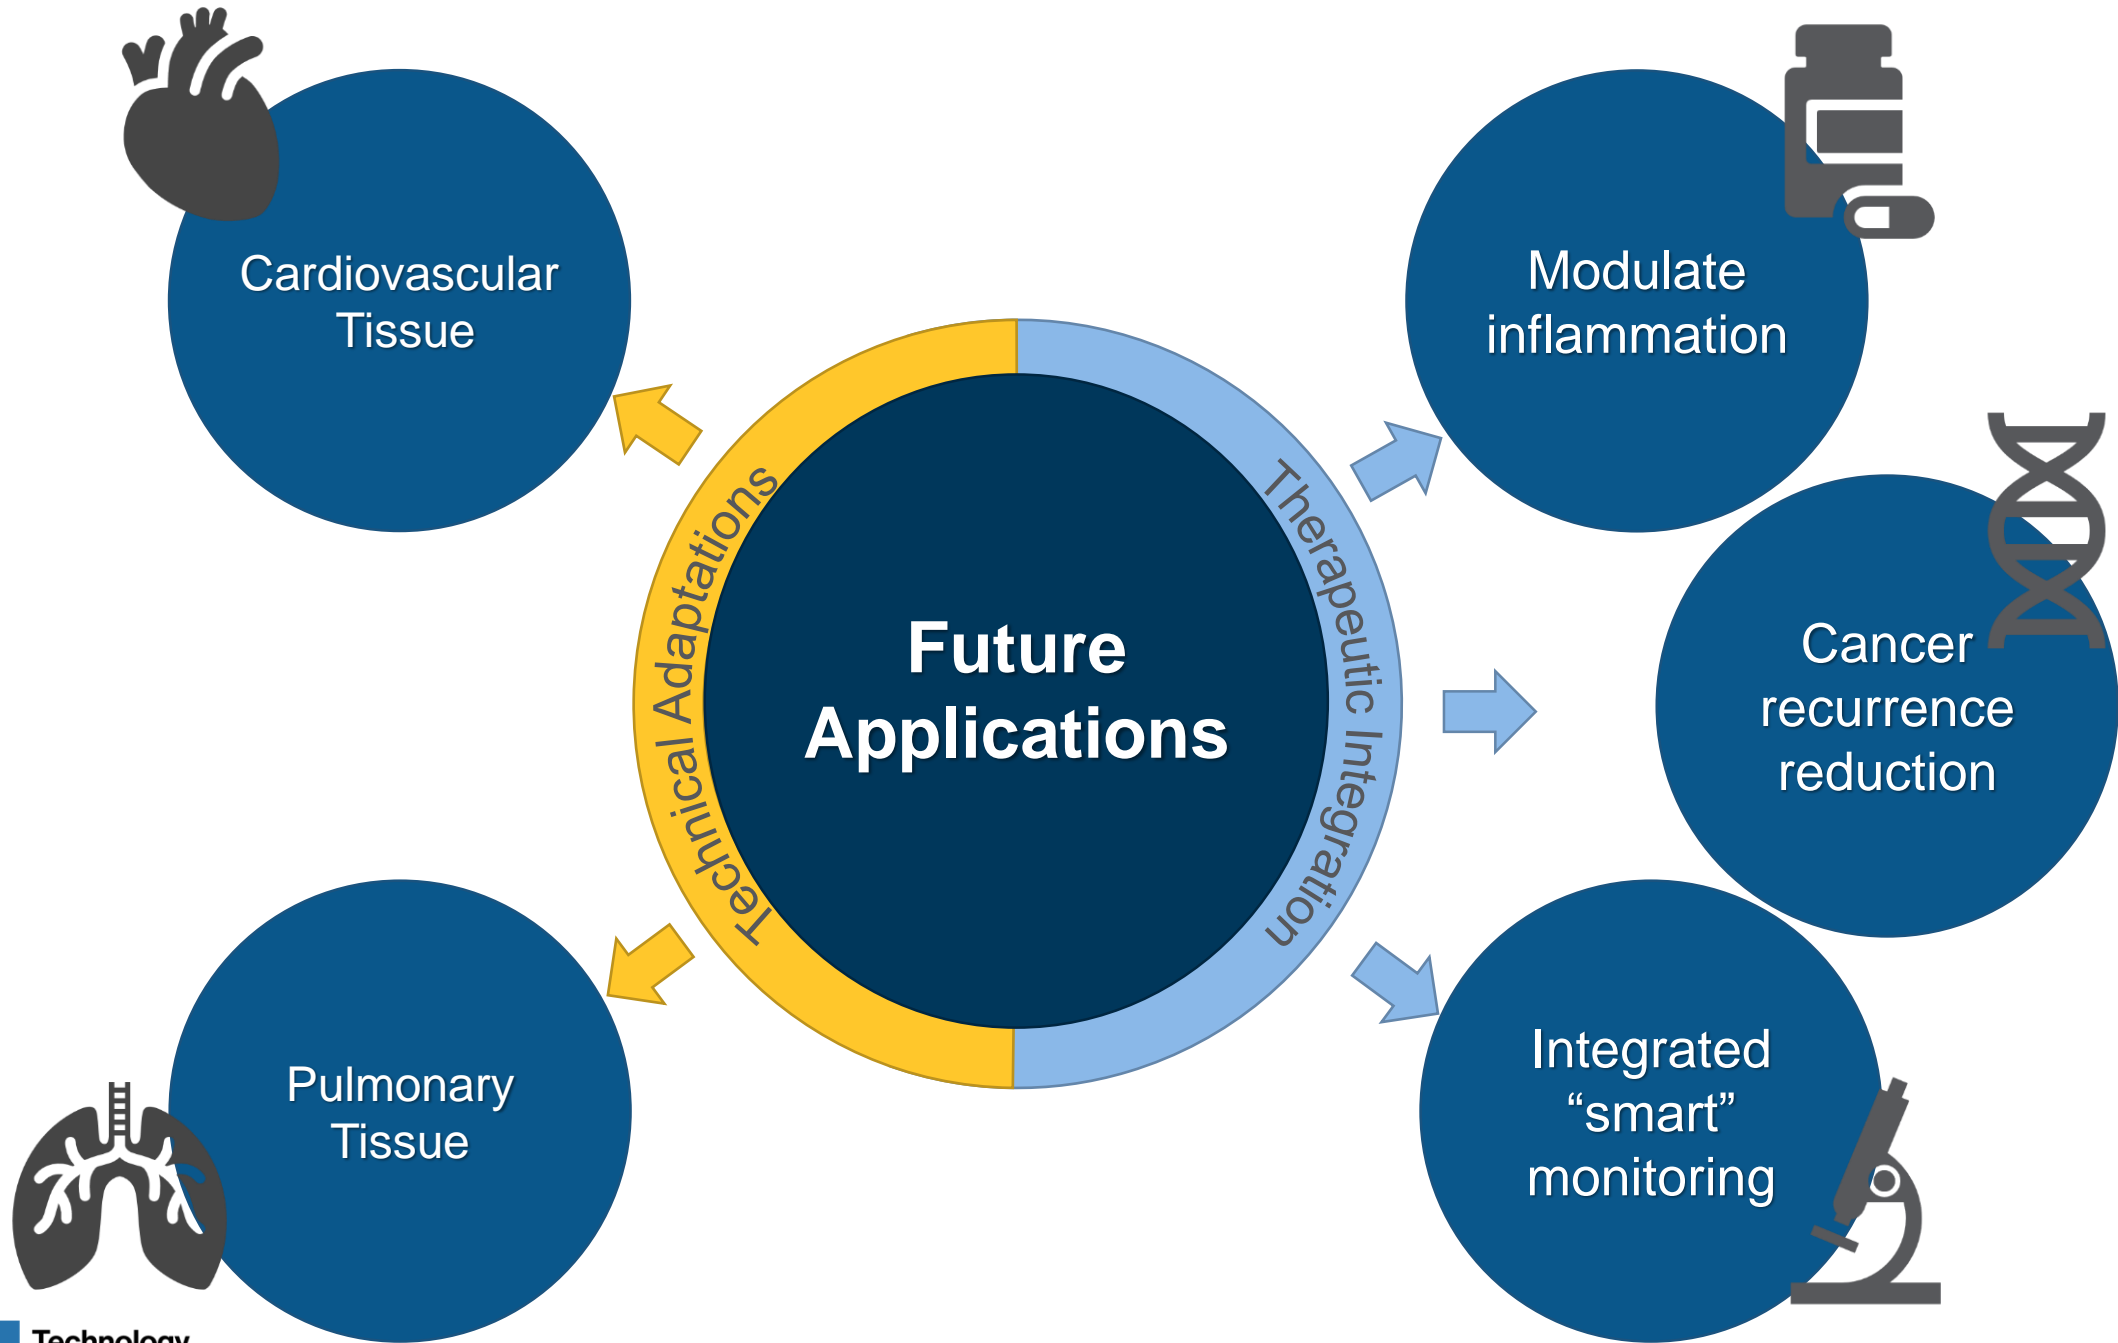 Cardiovascular
Tissue
Modulate
inflammation
Technical Adaptations
Therapeutic Integration
Future
Applications
Cancer
recurrence
reduction
Pulmonary
Tissue
Integrated
“smart”
monitoring
Technology